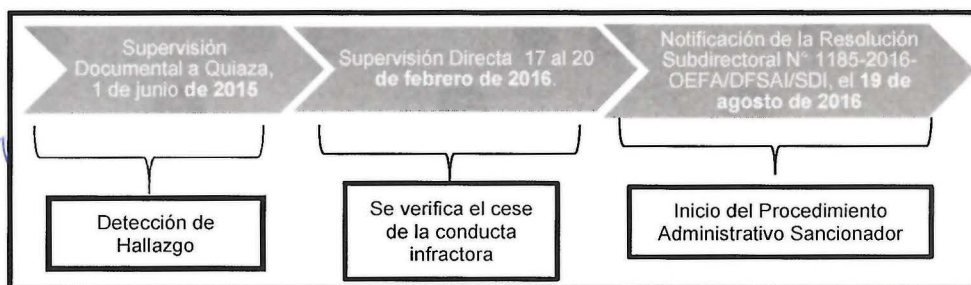 Supervisión
Documental a Quiaza,
1 de junio de 2015
Supervisión Directa 17 al 20
de febrero de 2016.
Notificación de la Resolución
Subdirectoral N° 1185-2016-
OEFA/DFSAI/SDI, el 19 de
agosto de 2016
Detección de
Hallazgo
Se verifica el cese
de la conducta
infractora
Inicio del Procedimiento
Administrativo Sancionador